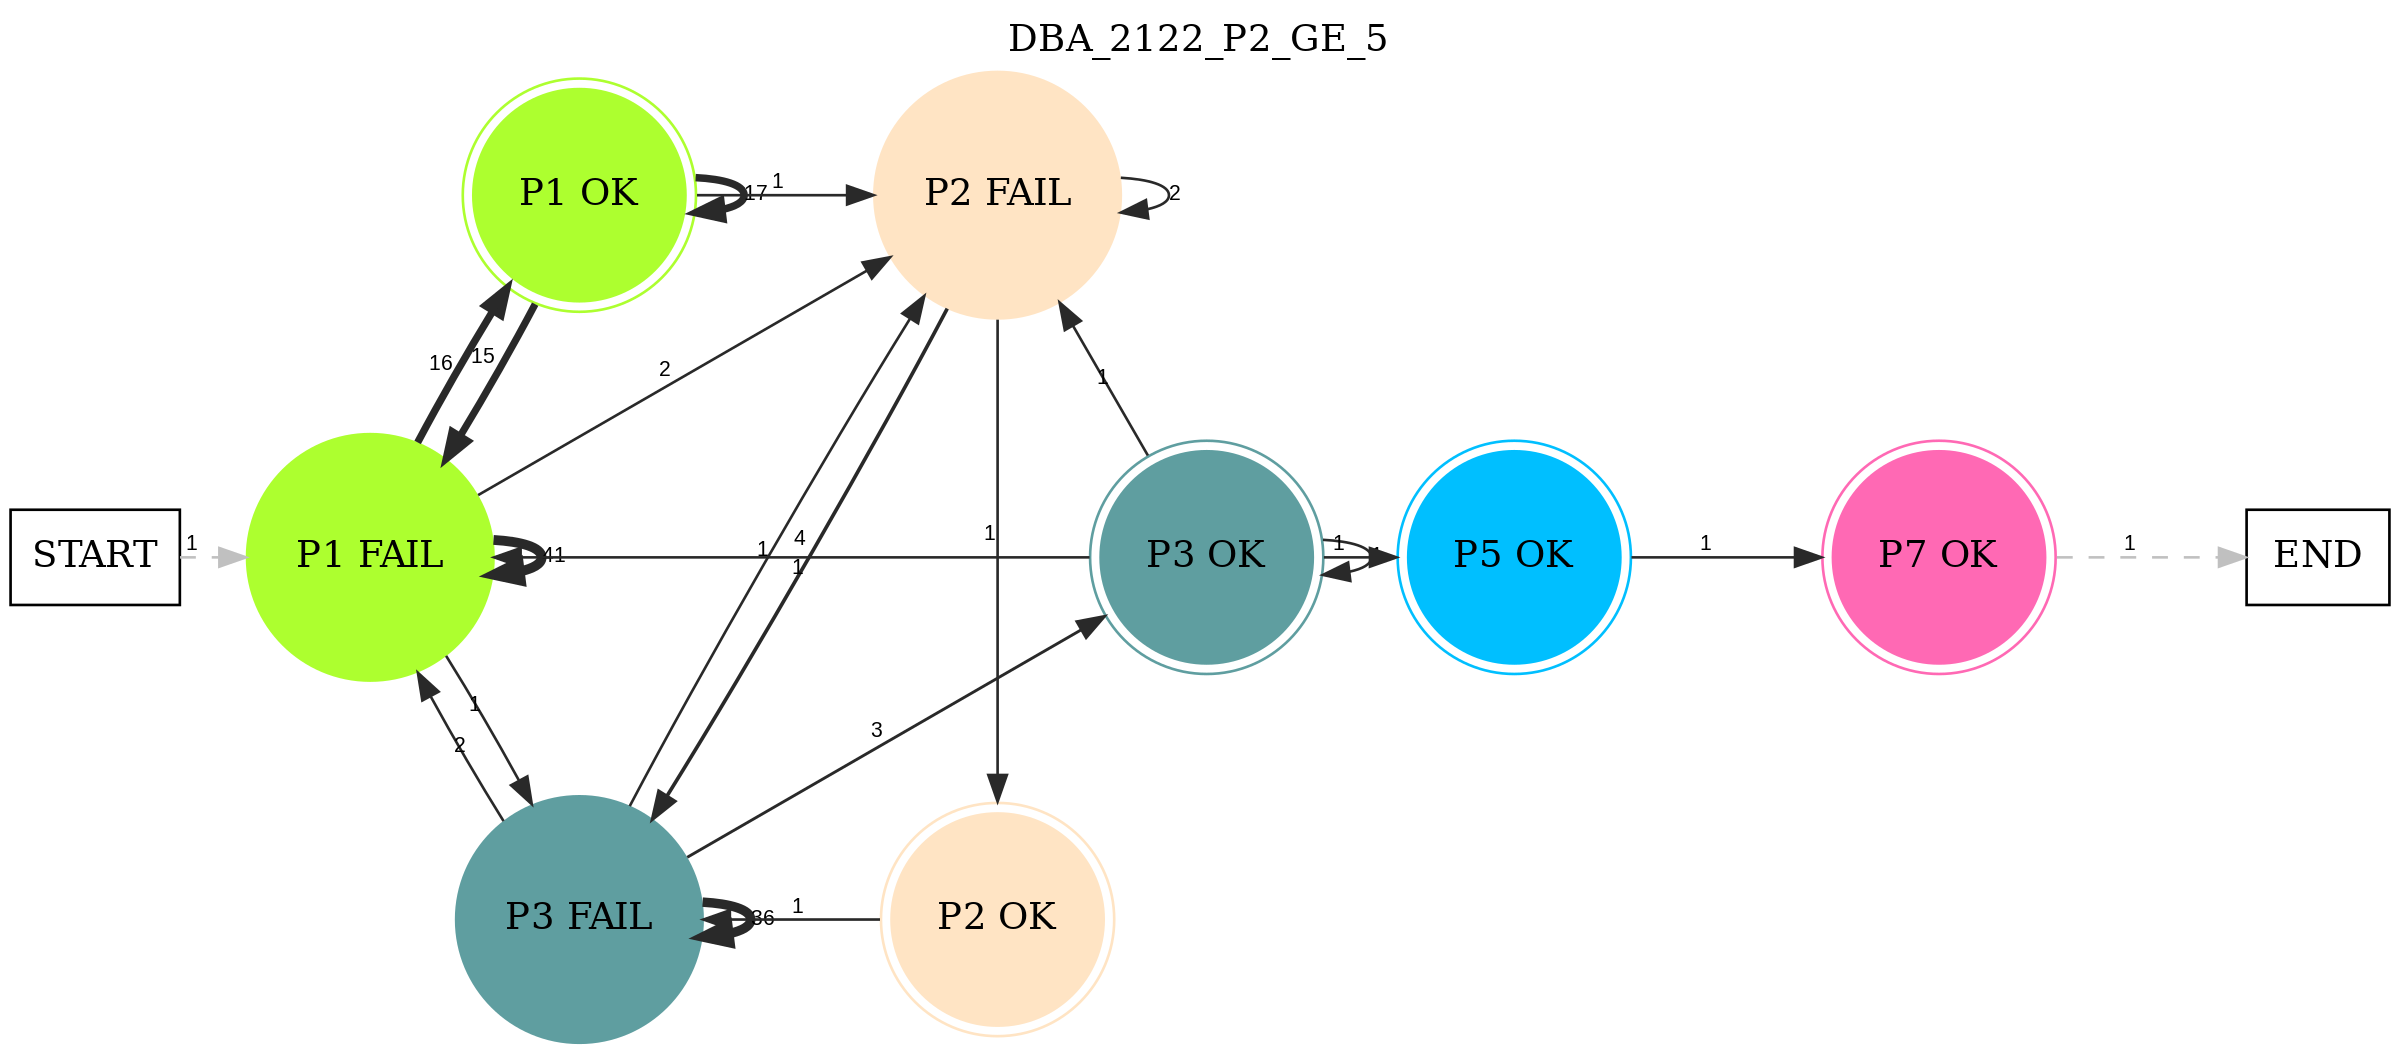 DBA_2122_P2_GE_5
P1 OK
17
1
P2 FAIL
2
16
15
2
1
START
1
P1 FAIL
41
1
4
1
1
P3 OK
1
1
P5 OK
1
P7 OK
1
END
1
2
3
P3 FAIL
36
1
P2 OK